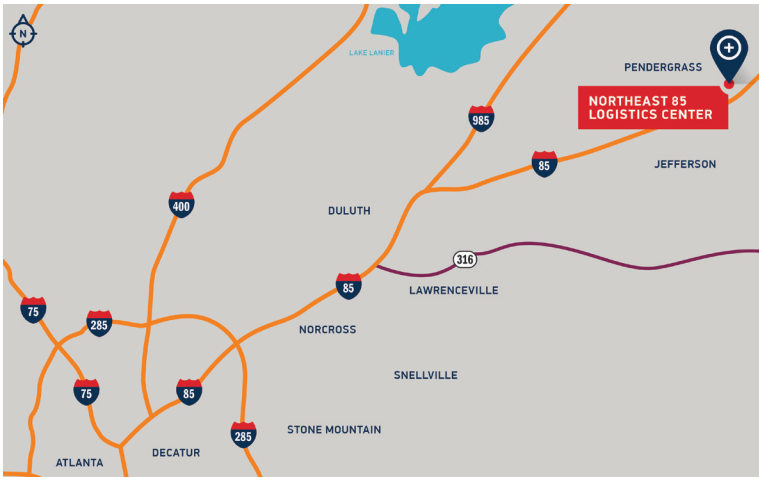 N
LAKE LANIER
PENDERGRASS
NORTHEAST 85
LOGISTICS CENTER
985
85
JEFFERSON
400
DULUTH
316
85
LAWRENCEVILLE
75
285
NORCROSS
SNELLVILLE
75
85
285
STONE MOUNTAIN
DECATUR
ATLANTA